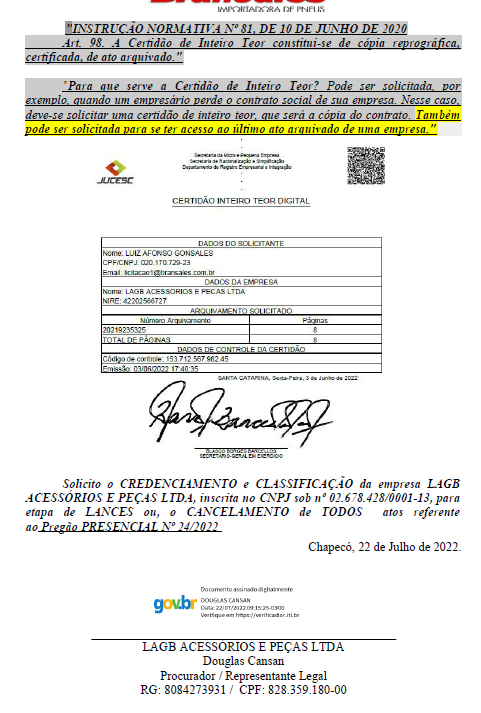 Bransales
IMPORTADORA DE PNEUS
"INSTRUÇÃO NORMATIVA Nº 81, DE 10 DE JUNHO DE 2020
Art. 98. A Certidão de Inteiro Teor constitui-se de cópia reprográfica,
certificada, de ato arquivado."
"Para que serve a Certidão de Inteiro Teor? Pode ser solicitada, por
exemplo, quando um empresário perde o contrato social de sua empresa. Nesse caso,
deve-se solicitar uma certidão de inteiro teor, que será a cópia do contrato. Também
pode ser solicitada para se ter acesso ao último ato arquivado de uma empresa."
JUCESC
Secretaria da Micro e Pequena Empresa
Secretaria de Racionalização e Simplificação
Departamento de Registro Empresarial e Integração
CERTIDÃO INTEIRO TEOR DIGITAL
DADOS DO SOLICITANTE
Nome: LUIZ AFONSO GONSALES
CPF/CNPJ: 020.170.729-23
Email: licitacao1@bransales.com.br
DADOS DA EMPRESA
Nome: LAGB ACESSORIOS E PECAS LTDA
NIRE: 42202566727
ARQUIVAMENTO SOLICITADO
Número Arquivamento Páginas
20219235325 8
TOTAL DE PÁGINAS 8
DADOS DE CONTROLE DA CERTIDÃO
Código de controle: 153.712.567.962.45
Emissão: 03/06/2022 17:40:35
SANTA CATARINA, Sexta-Feira, 3 de junho de 2022
BLASCO BORGES BARCELLOS
SECRETÁRIO-GERAL EM EXERCÍCIO
Solicito o CREDENCIAMENTO e CLASSIFICAÇÃO da empresa LAGB
ACESSÓRIOS E PEÇAS LTDA, inscrita no CNPJ sob nº 02.678.428/0001-13, para
etapa de LANCES ou, o CANCELAMENTO de TODOS atos referente
ao Pregão PRESENCIAL Nº 24/2022
Chapecó, 22 de Julho de 2022.
gov.br
Documento assinado digitalmente
DOUGLAS CANSAN
Data: 22/07/2022 09:15:25-0300
Verifique em https://verificador.iti.br
LAGB ACESSÓRIOS E PEÇAS LTDA
Douglas Cansan
Procurador / Representante Legal
RG: 8084273931 / CPF: 828.359.180-00